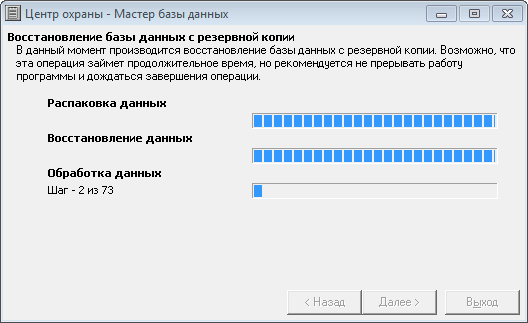 Центр охраны - Мастер базы данных
Восстановление базы данных с резервной копии
В данный момент производится восстановление базы данных с резервной копии. Возможно, что
эта операция займет продолжительное время, но рекомендуется не прерывать работу
программы и дождаться завершения операции.
Распаковка данных
Восстановление данных
Обработка данных
Шаг - 2 из 73
< Назад
Далее >
Выход